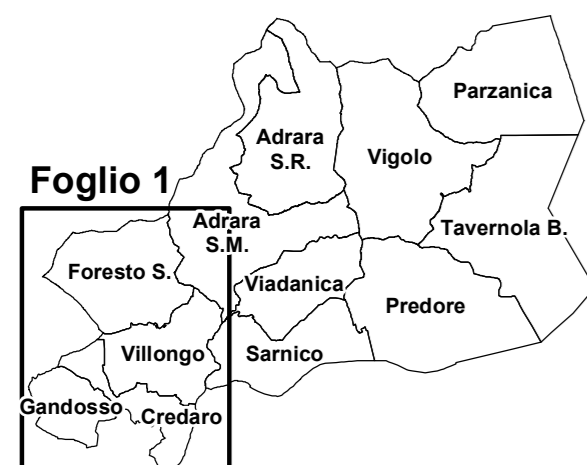 Parzanica
Adrara
S.R.
Vigolo
Foglio 1
Adrara
S.M.
Tavernola B.
Foresto S.
Viadanica
Predore
Villongo
Sarnico
Gandosso
Credaro